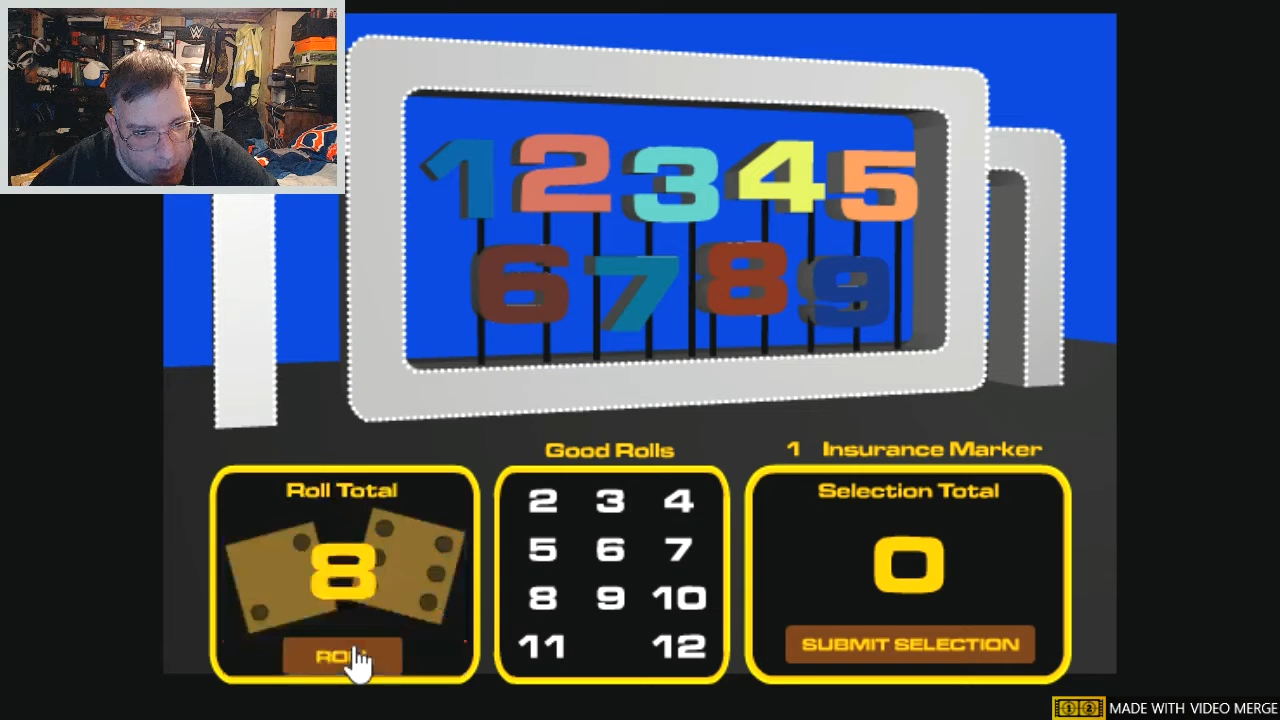 1 2 3 4 5
6 7 8 9
Good Rolls
1 Insurance Marker
Roll Total
8
2 3 4
5 6 7
8 9 10
11 12
Selection Total
0
SUBMIT SELECTION
MADE WITH VIDEO MERGE